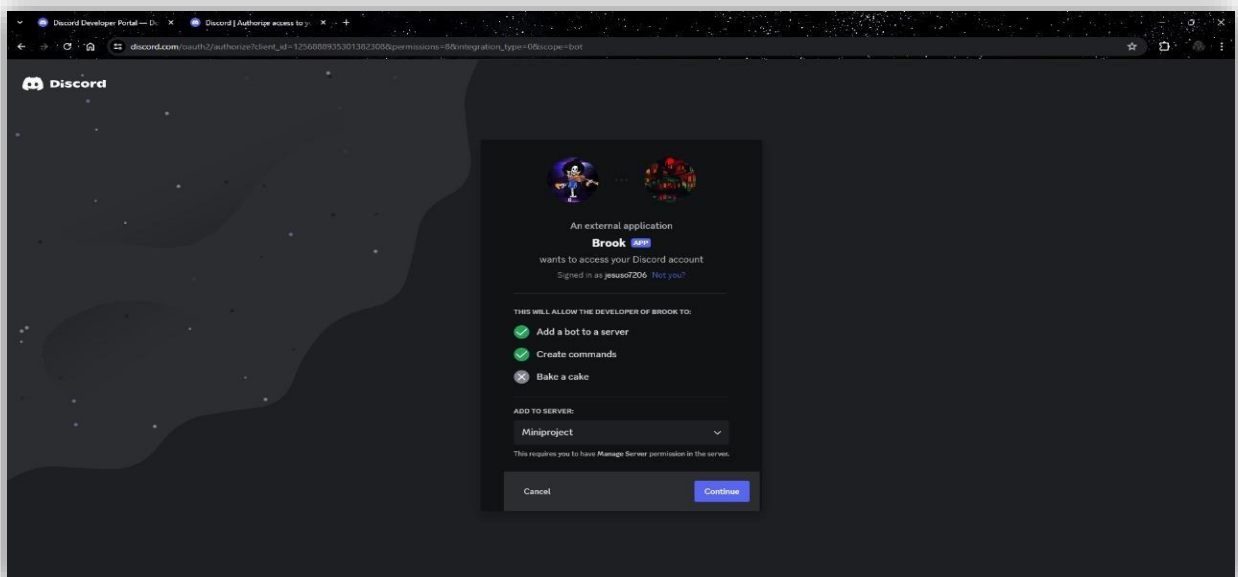 Discord Developer Portal — Do
Discord | Authorize access to y
discord.com/oauth2/authorize?client_id=1256889353013823088&permissions=8&integration_type=0&scope=bot
Discord
An external application
Brook APP
wants to access your Discord account
Signed in as jesuso7206 Not you?
THIS WILL ALLOW THE DEVELOPER OF BROOK TO:
Add a bot to a server
Create commands
Bake a cake
ADD TO SERVER:
Miniproject
This requires you to have Manage Server permission in the server.
Cancel
Continue